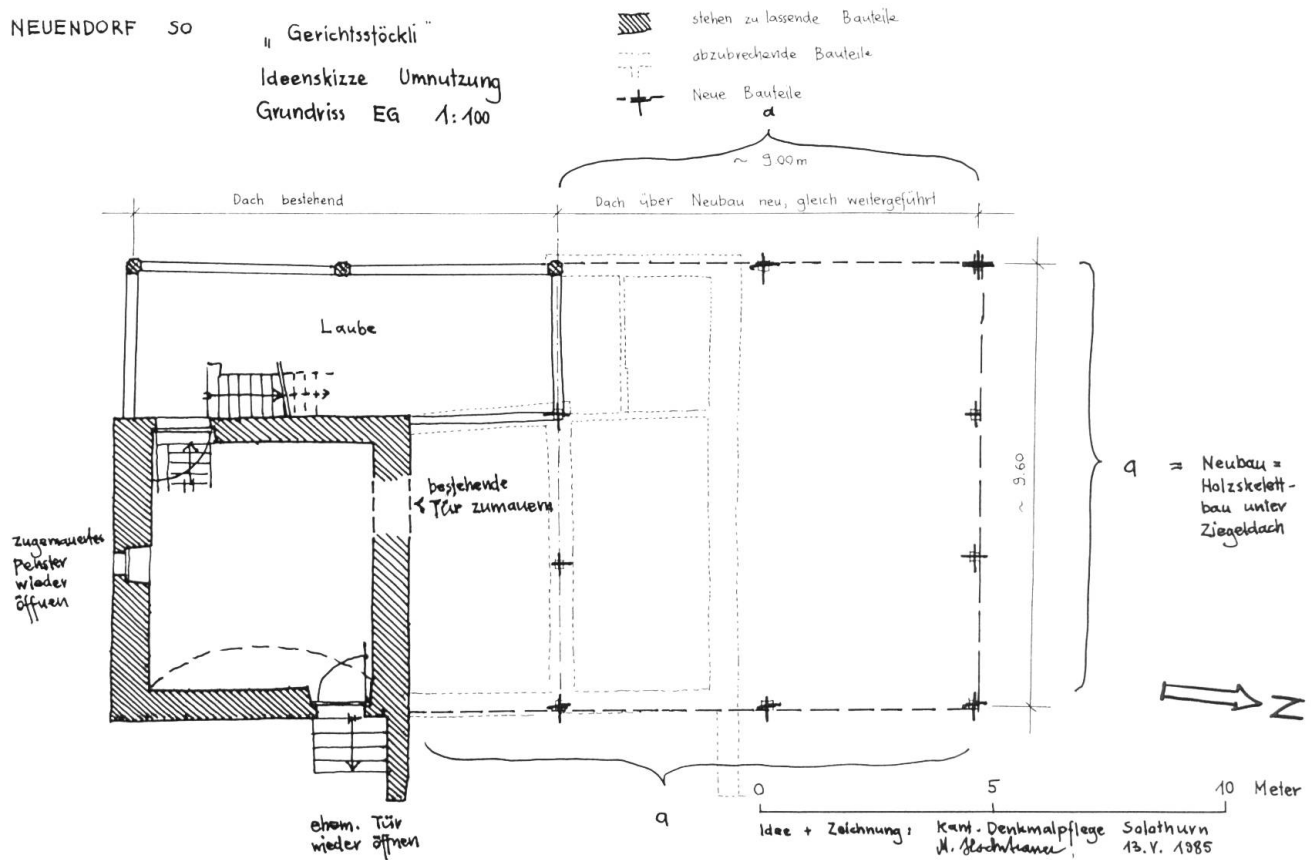 NEUENDORF SO
„Gerichtsstöckli"
Ideenskizze Umnutzung
Grundriss EG 1:100
stehen zu lassende Bauteile
abzubrechende Bauteile
Neue Bauteile
a
~ 9.00m
Dach bestehend
Dach über Neubau neu, gleich weitergeführt
Laube
bestehende
Tür zumauern
zugemauertes
Fenster
wieder
öffnen
~ 9.60
a = Neubau =
Holzskelett-
bau unter
Ziegeldach
N
a
ehem. Tür
wieder öffnen
0 5 10 Meter
Idee + Zeichnung: Kant. Denkmalpflege Solothurn
M. 13.V.1985